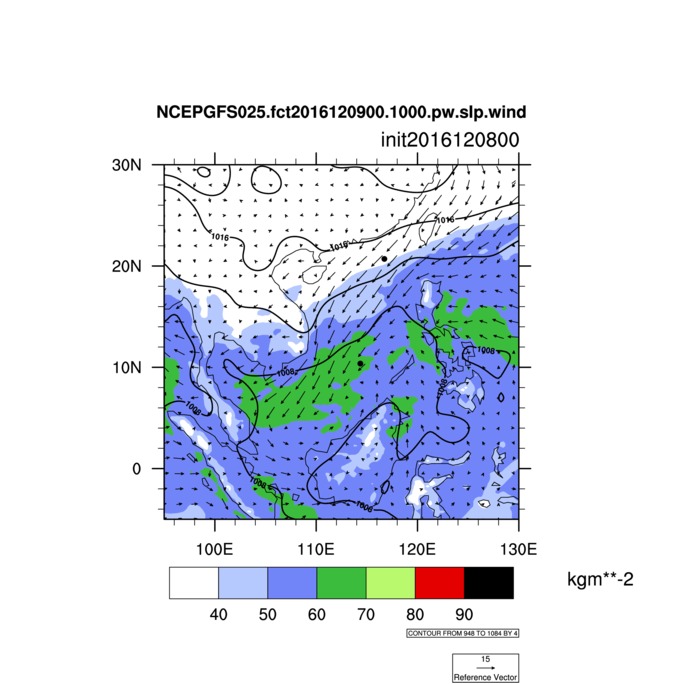 NCEPGFS025.fct2016120900.1000.pw.slp.wind
init2016120800
30N
1016
1016
1016
20N
10N
1008
1008
1008
1008
0
1008
1008
100E 110E 120E 130E
kgm**-2
40 50 60 70 80 90
CONTOUR FROM 948 TO 1084 BY 4
15
Reference Vector